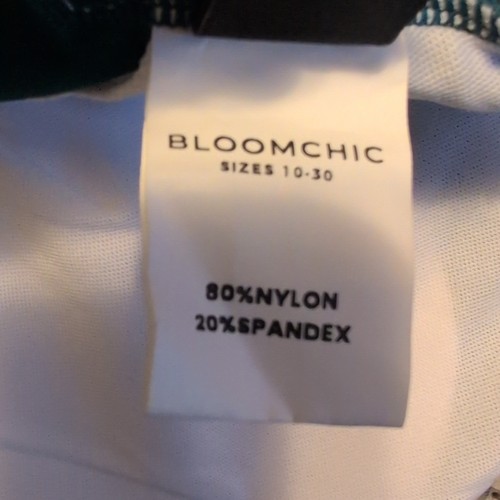 BLOOMCHIC
SIZES 10-30
80%NYLON
20%SPANDEX